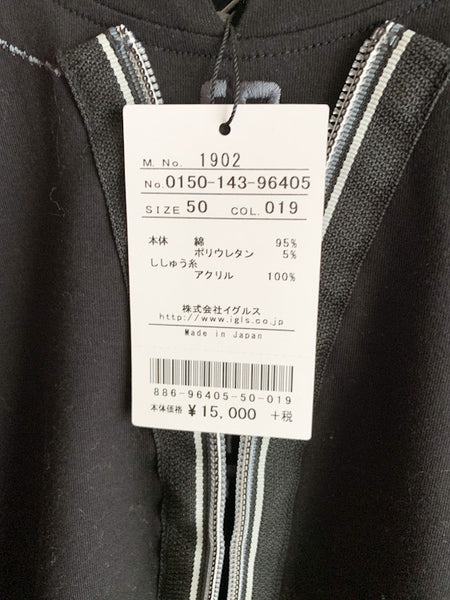 M. No. 1902
No.0150-143-96405
SIZE 50 COL. 019
本体 綿 95%
ポリウレタン 5%
ししゅう糸
アクリル 100%
株式会社イグルス
http://www.igls.co.jp
Made in Japan
886-96405-50-019
本体価格 ¥15,000 +税